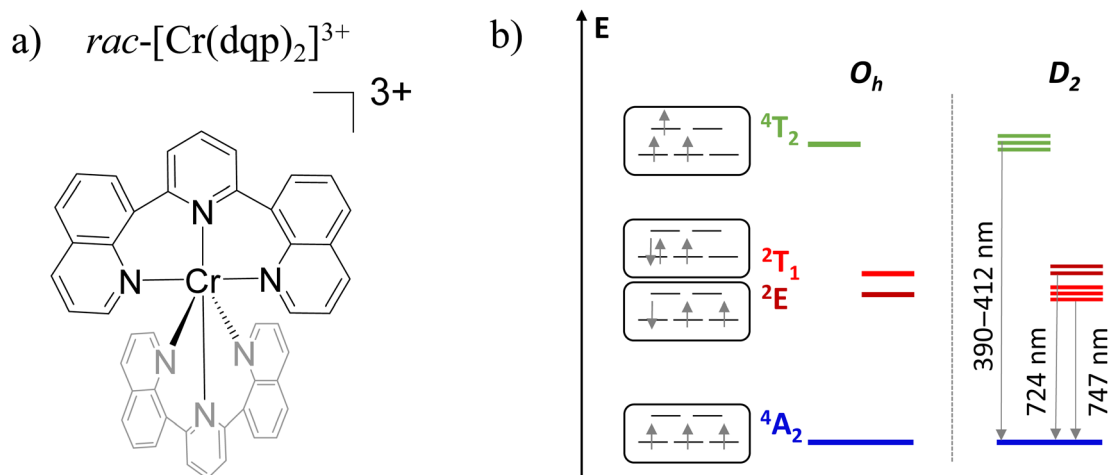 a) rac-[Cr(dqp)₂]³⁺
3+
N
N
Cr
N
N
N
N
b)
E
Oₕ
D₂
⁴T₂
²T₁
²E
⁴A₂
390–412 nm
724 nm
747 nm